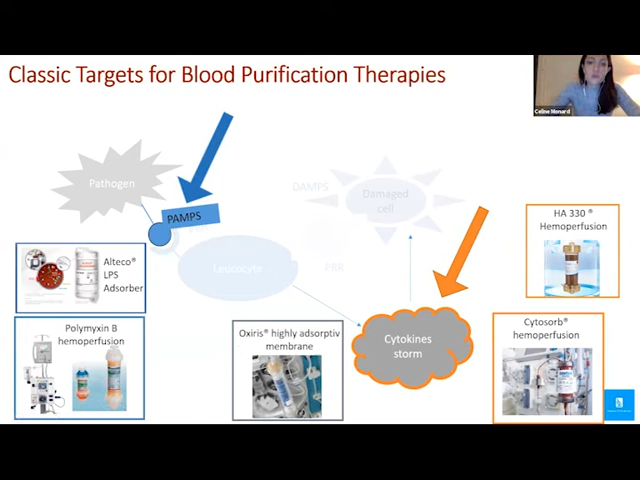 Classic Targets for Blood Purification Therapies
Celine Monard
Pathogen
DAMPS
Damaged
cell
PAMPS
Leucocyte
PRR
HA 330 ®
Hemoperfusion
Alteco®
LPS
Adsorber
Polymyxin B
hemoperfusion
Oxiris® highly adsorptiv
membrane
Cytokines
storm
Cytosorb®
hemoperfusion